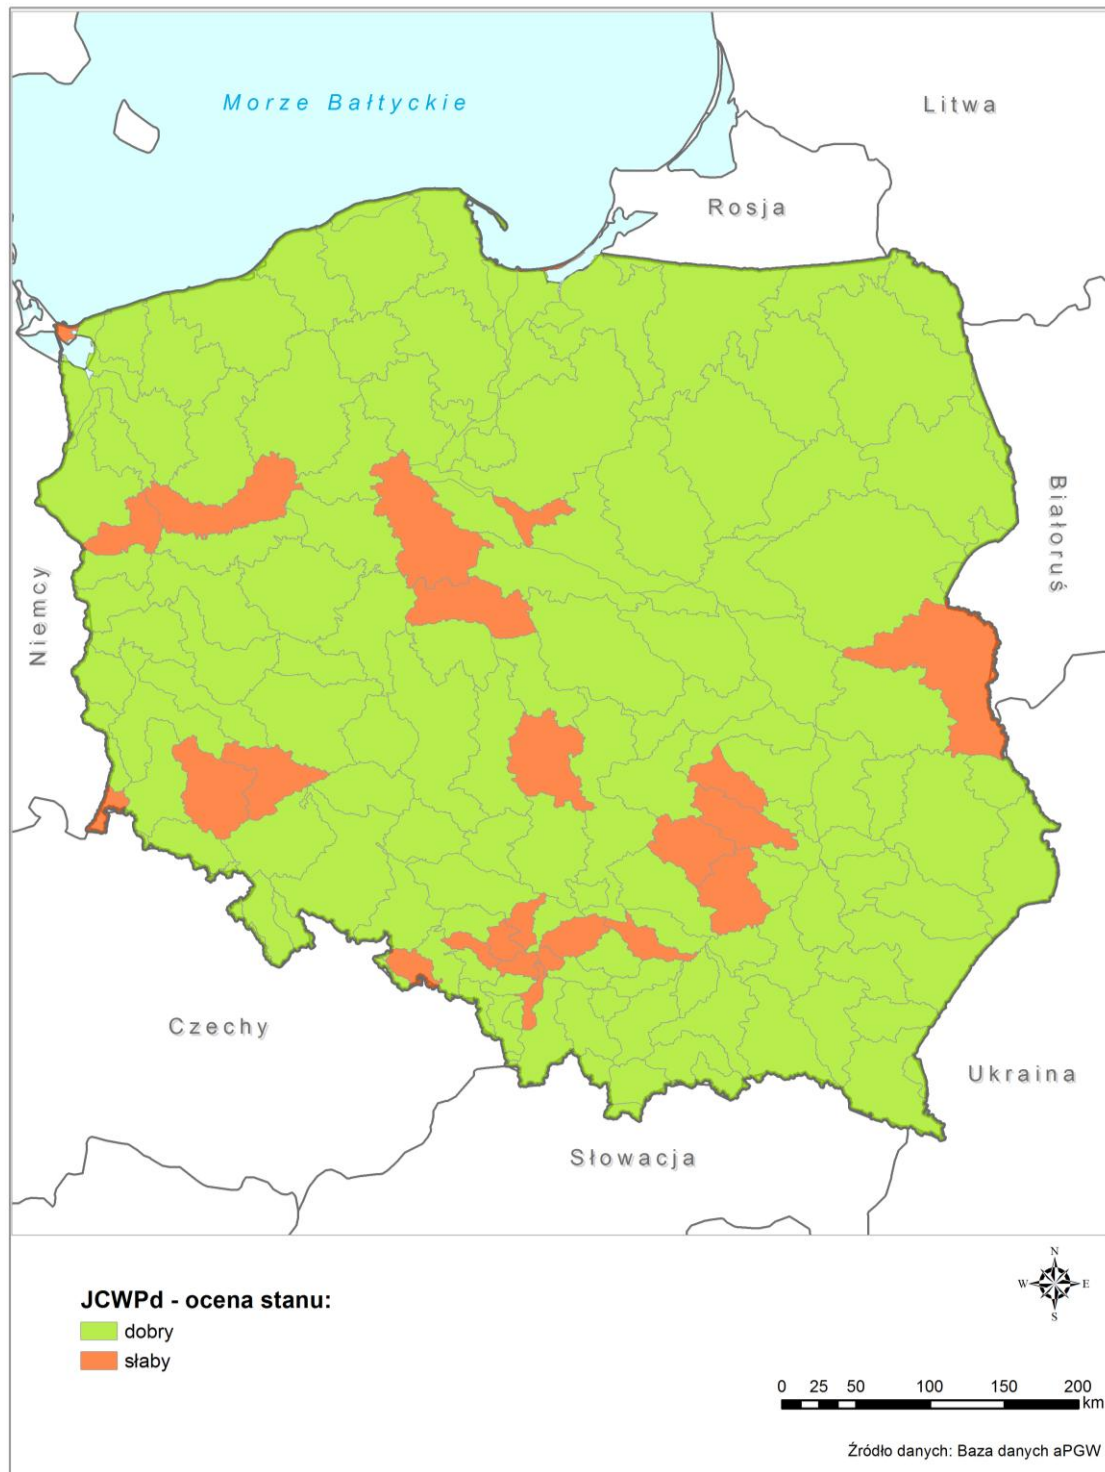 Morze Bałtyckie
Litwa
Rosja
Białoruś
Niemcy
Czechy
Ukraina
Słowacja
N
W E
S
JCWPd - ocena stanu:
dobry
słaby
0 25 50 100 150 200
km
Źródło danych: Baza danych aPGW